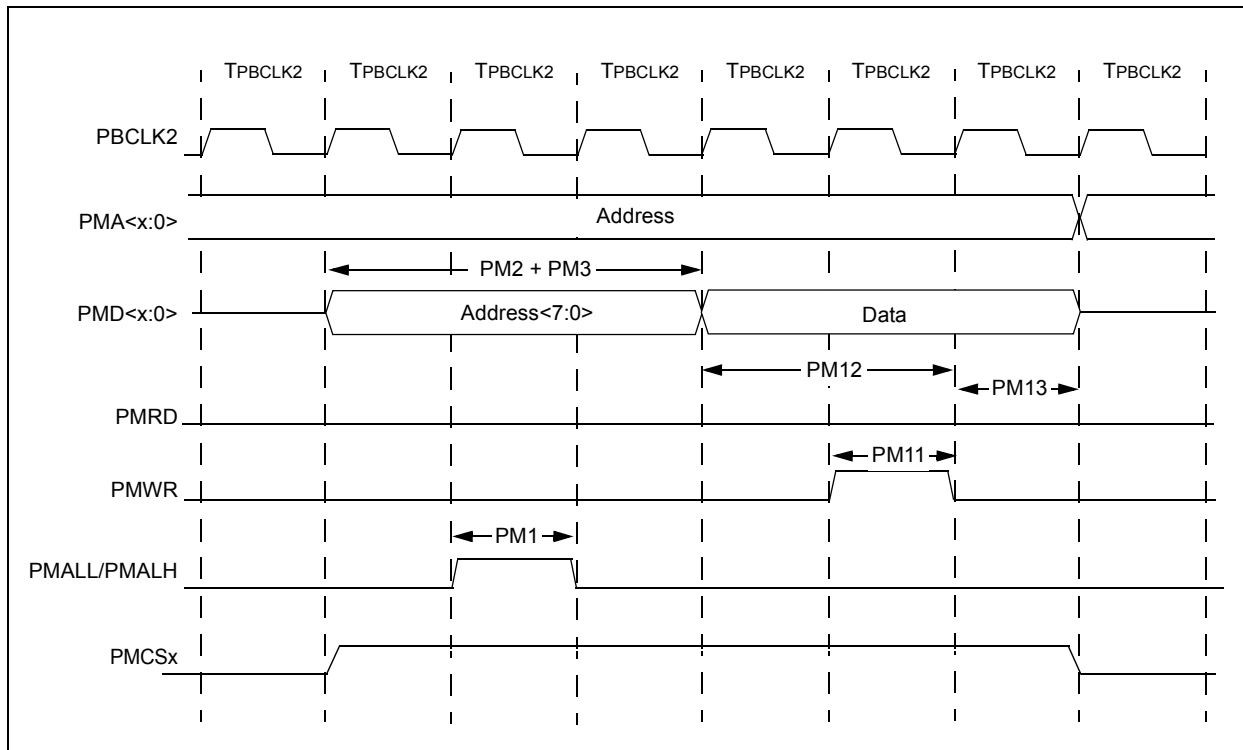 TPBCLK2 TPBCLK2 TPBCLK2 TPBCLK2 TPBCLK2 TPBCLK2 TPBCLK2 TPBCLK2
PBCLK2
PMA<x:0> Address
PM2 + PM3
PMD<x:0> Address<7:0> Data
PM12
PM13
PMRD
PM11
PMWR
PM1
PMALL/PMALH
PMCSx